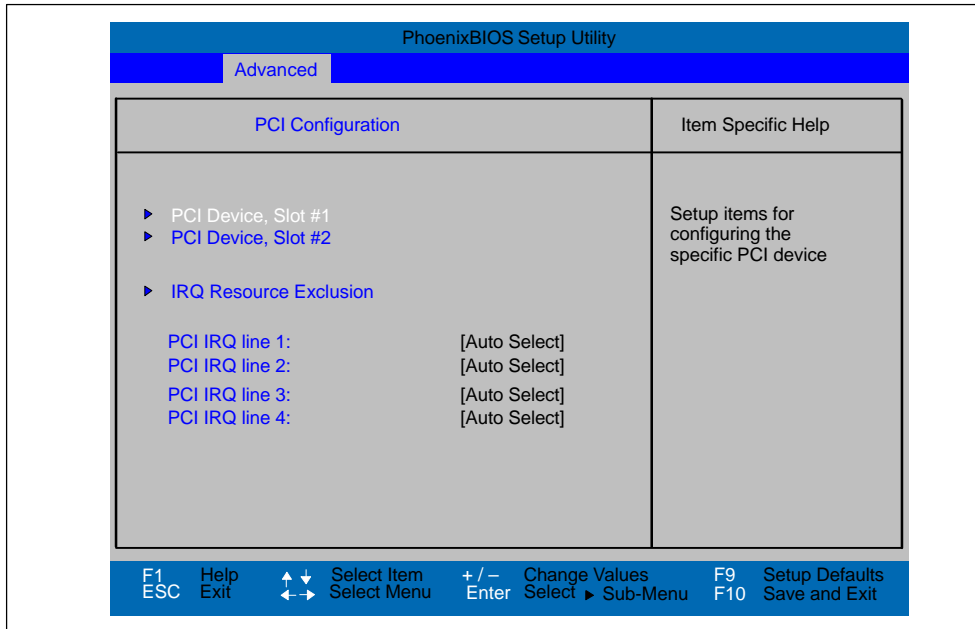 PhoenixBIOS Setup Utility
Advanced
PCI Configuration
Item Specific Help
PCI Device, Slot #1
PCI Device, Slot #2
IRQ Resource Exclusion
PCI IRQ line 1: [Auto Select]
PCI IRQ line 2: [Auto Select]
PCI IRQ line 3: [Auto Select]
PCI IRQ line 4: [Auto Select]
Setup items for
configuring the
specific PCI device
F1 Help Select Item +/– Change Values F9 Setup Defaults
ESC Exit Select Menu Enter Select Sub-Menu F10 Save and Exit